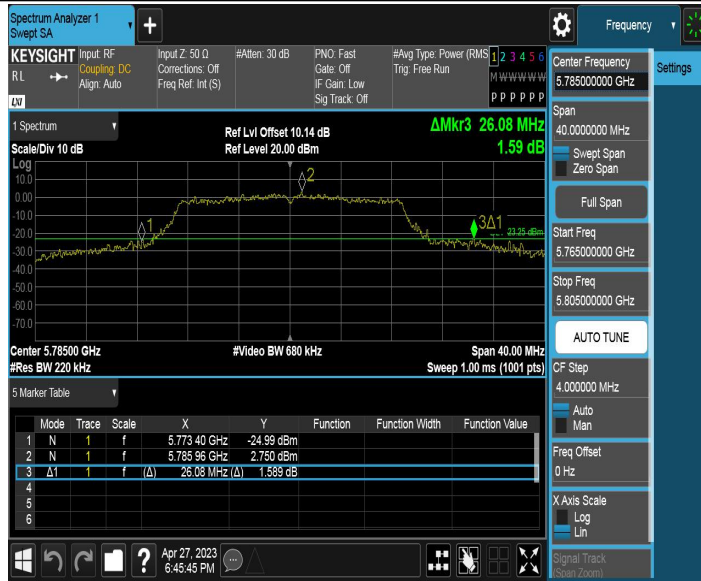 Spectrum Analyzer 1
Swept SA
Frequency
KEYSIGHT
RL
LXI
Input: RF
Coupling: DC
Align: Auto
Input Z: 50 Ω
Corrections: Off
Freq Ref: Int (S)
#Atten: 30 dB
PNO: Fast
Gate: Off
IF Gain: Low
Sig Track: Off
#Avg Type: Power (RMS
Trig: Free Run
1 2 3 4 5 6
M W W W W W
P P P P P P
Center Frequency
5.785000000 GHz
Settings
Span
40.0000000 MHz
Swept Span
Zero Span
Full Span
Start Freq
5.765000000 GHz
Stop Freq
5.805000000 GHz
AUTO TUNE
CF Step
4.000000 MHz
Auto
Man
Freq Offset
0 Hz
X Axis Scale
Log
Lin
Signal Track
(Span Zoom)
1 Spectrum
Scale/Div 10 dB
Ref Lvl Offset 10.14 dB
Ref Level 20.00 dBm
ΔMkr3 26.08 MHz
1.59 dB
Log
10.0
0.00
-10.0
-20.0
-30.0
-40.0
-50.0
-60.0
-70.0
1
2
3Δ1
23.25 dBm
Center 5.78500 GHz
#Video BW 680 kHz
Span 40.00 MHz
#Res BW 220 kHz
Sweep 1.00 ms (1001 pts)
5 Marker Table
Mode Trace Scale X Y Function Function Width Function Value
1 N 1 f 5.773 40 GHz -24.99 dBm
2 N 1 f 5.785 96 GHz 2.750 dBm
3 Δ1 1 f (Δ) 26.08 MHz (Δ) 1.589 dB
4
5
6
?
Apr 27, 2023
6:45:45 PM